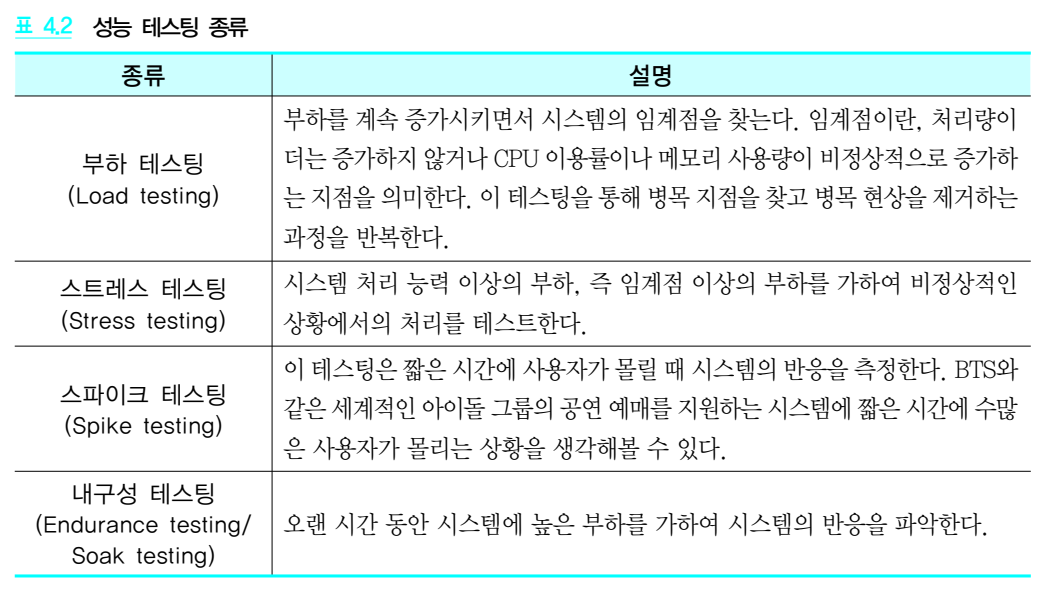 표 4.2 성능 테스팅 종류
종류
설명
부하 테스팅
(Load testing)
부하를 계속 증가시키면서 시스템의 임계점을 찾는다. 임계점이란, 처리량이
더는 증가하지 않거나 CPU 이용률이나 메모리 사용량이 비정상적으로 증가하
는 지점을 의미한다. 이 테스팅을 통해 병목 지점을 찾고 병목 현상을 제거하는
과정을 반복한다.
스트레스 테스팅
(Stress testing)
시스템 처리 능력 이상의 부하, 즉 임계점 이상의 부하를 가하여 비정상적인
상황에서의 처리를 테스트한다.
스파이크 테스팅
(Spike testing)
이 테스팅은 짧은 시간에 사용자가 몰릴 때 시스템의 반응을 측정한다. BTS와
같은 세계적인 아이돌 그룹의 공연 예매를 지원하는 시스템에 짧은 시간에 수많
은 사용자가 몰리는 상황을 생각해볼 수 있다.
내구성 테스팅
(Endurance testing/
Soak testing)
오랜 시간 동안 시스템에 높은 부하를 가하여 시스템의 반응을 파악한다.